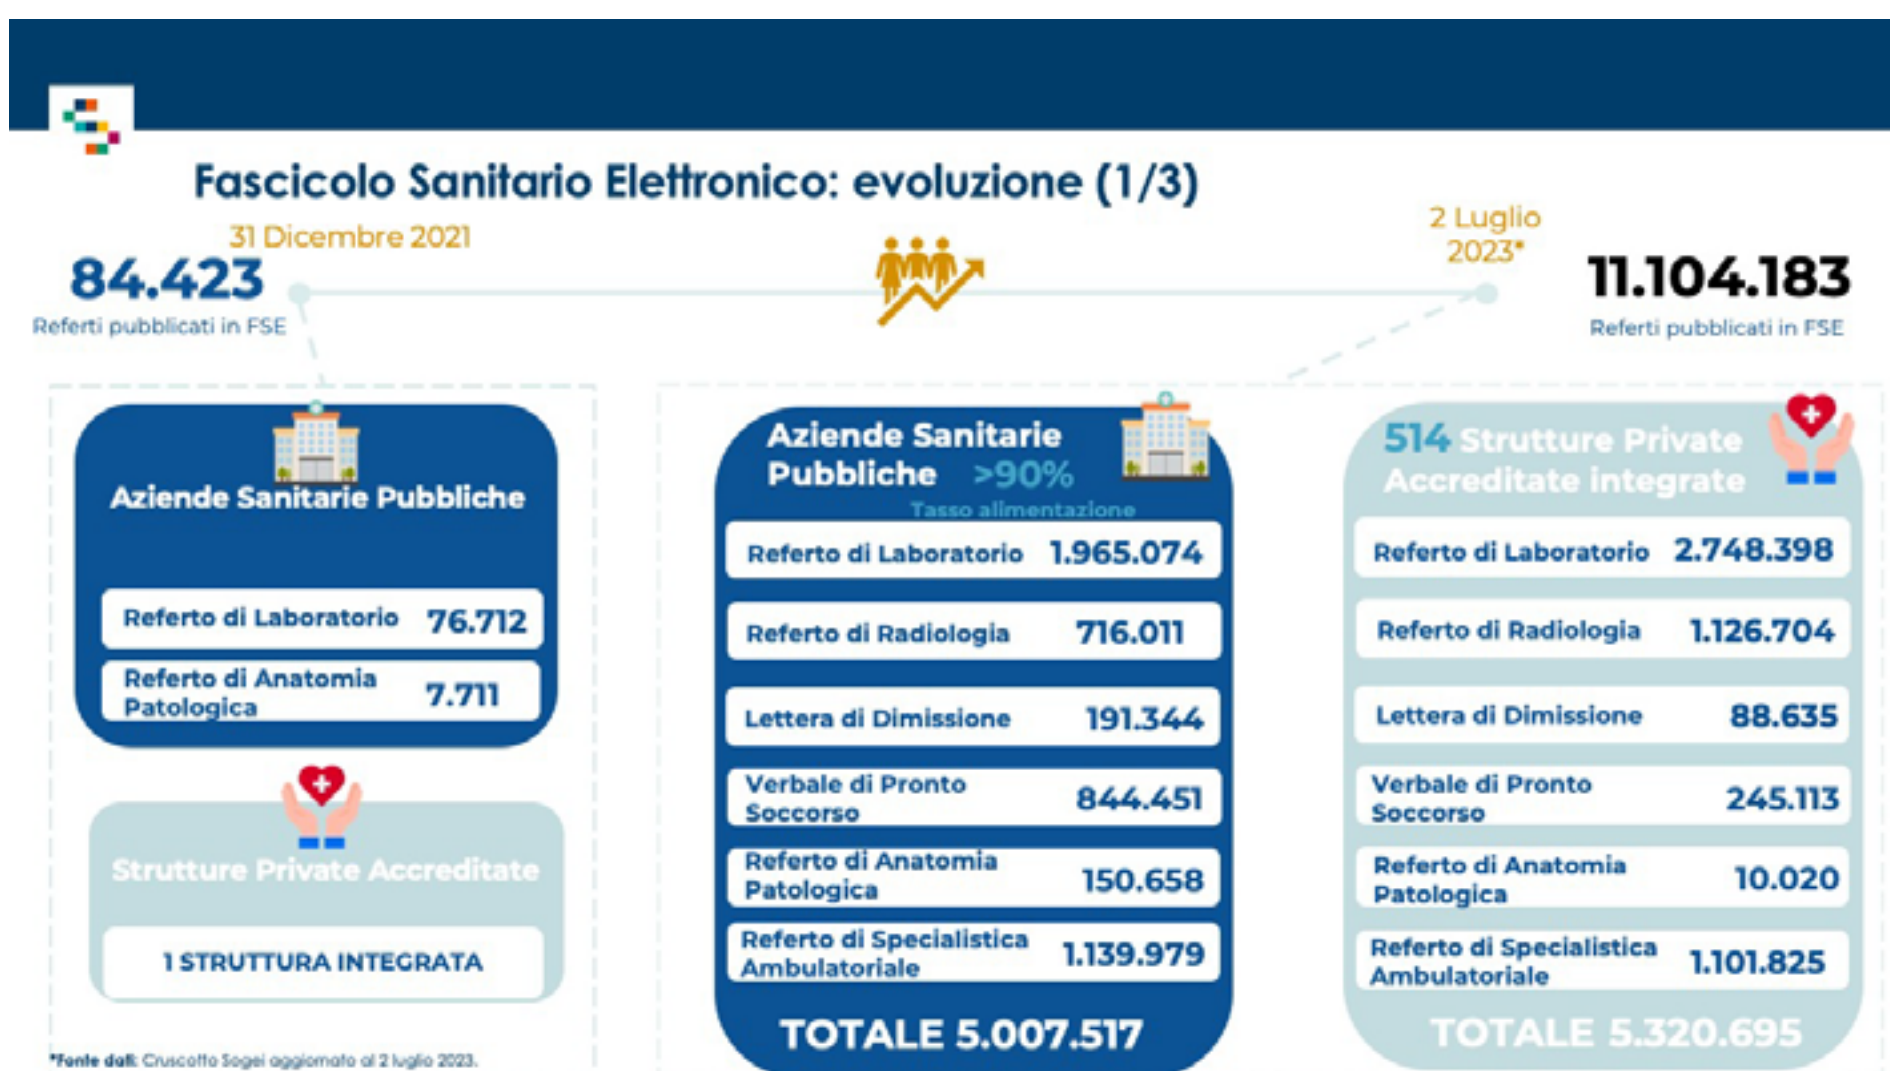 Fascicolo Sanitario Elettronico: evoluzione (1/3)
31 Dicembre 2021
84.423
Referti pubblicati in FSE
2 Luglio
2023*
11.104.183
Referti pubblicati in FSE
Aziende Sanitarie Pubbliche
Referto di Laboratorio 76.712
Referto di Anatomia
Patologica
7.711
Strutture Private Accreditate
1 STRUTTURA INTEGRATA
*Fonte dati: Cruscotto Sogei aggiornato al 2 luglio 2023.
Aziende Sanitarie
Pubbliche >90%
Tasso alimentazione
Referto di Laboratorio 1.965.074
Referto di Radiologia 716.011
Lettera di Dimissione 191.344
Verbale di Pronto
Soccorso
844.451
Referto di Anatomia
Patologica
150.658
Referto di Specialistica
Ambulatoriale
1.139.979
TOTALE 5.007.517
514 Strutture Private
Accreditate integrate
Referto di Laboratorio 2.748.398
Referto di Radiologia 1.126.704
Lettera di Dimissione 88.635
Verbale di Pronto
Soccorso
245.113
Referto di Anatomia
Patologica
10.020
Referto di Specialistica
Ambulatoriale
1.101.825
TOTALE 5.320.695